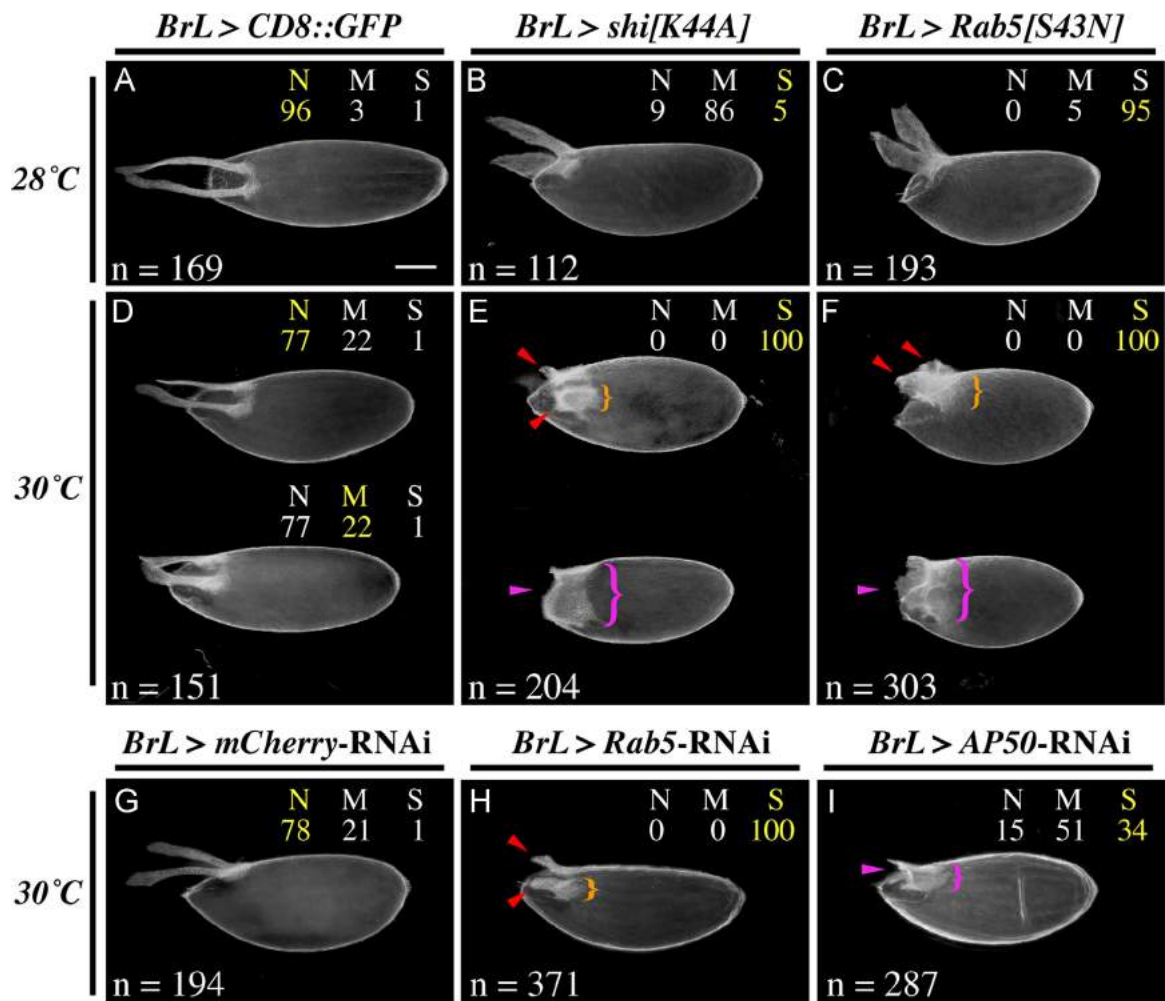 BrL > CD8::GFP BrL > shi[K44A] BrL > Rab5[S43N]
28°C
A N M S
96 3 1
n = 169
B N M S
9 86 5
n = 112
C N M S
0 5 95
n = 193
30°C
D N M S
77 22 1
N M S
77 22 1
n = 151
E N M S
0 0 100
n = 204
F N M S
0 0 100
n = 303
BrL > mCherry-RNAi BrL > Rab5-RNAi BrL > AP50-RNAi
30°C
G N M S
78 21 1
n = 194
H N M S
0 0 100
n = 371
I N M S
15 51 34
n = 287